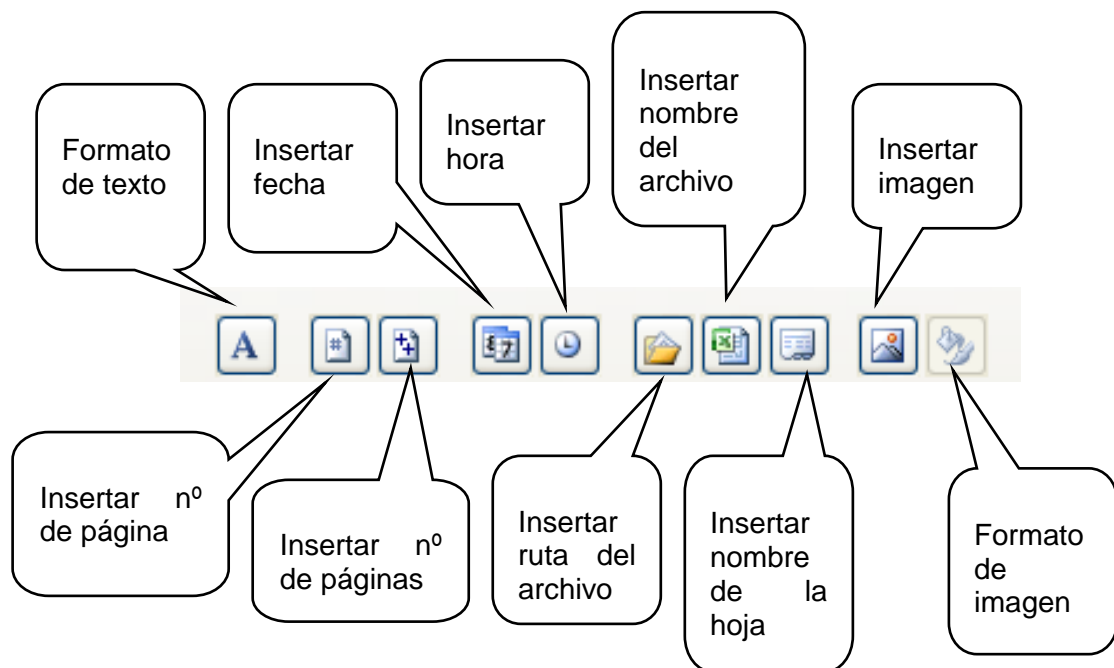 Formato
de texto
Insertar
fecha
Insertar
hora
Insertar
nombre
del
archivo
Insertar
imagen
A
#
Insertar nº
de página
Insertar nº
de páginas
Insertar
ruta del
archivo
Insertar
nombre
de la
hoja
Formato
de
imagen